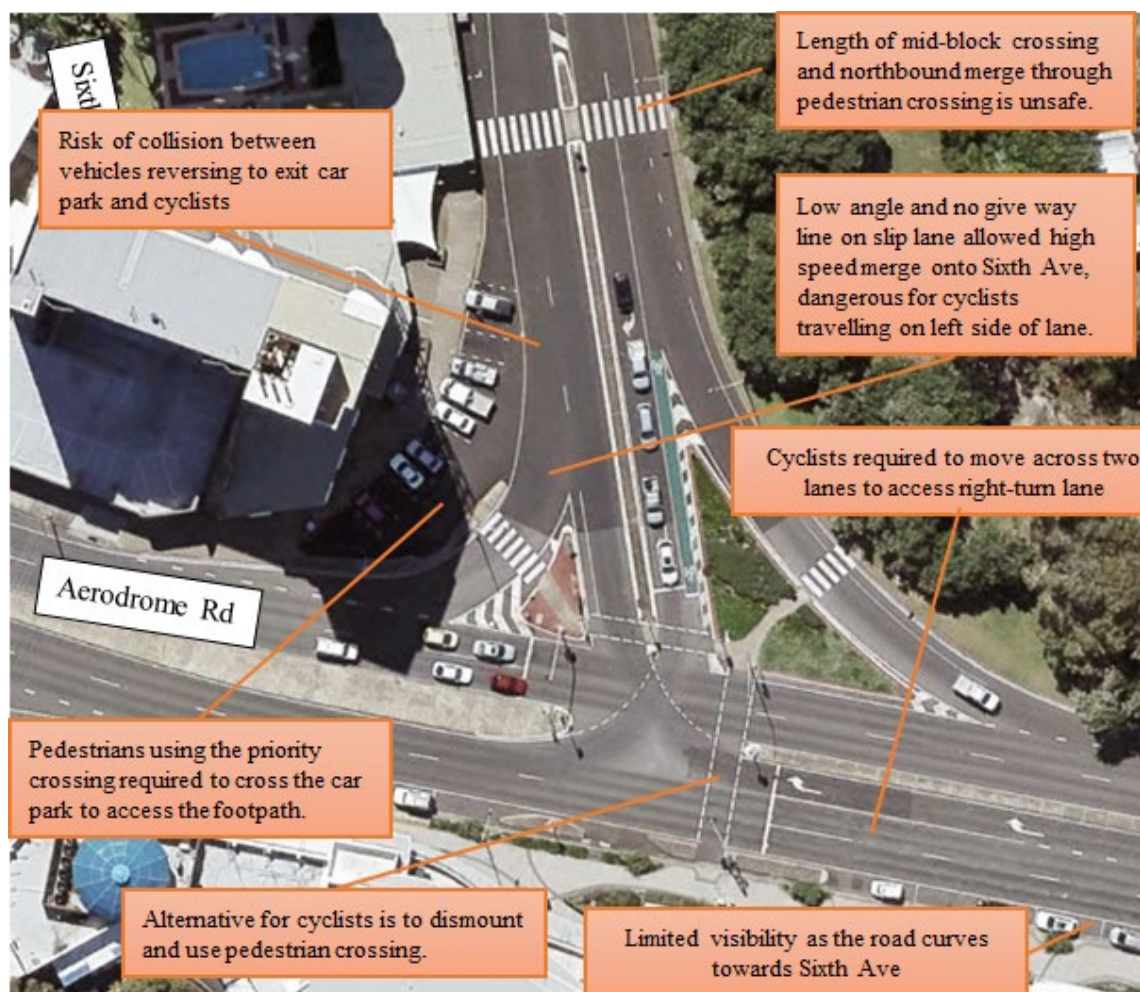 Sixth
Length of mid-block crossing
and northbound merge through
pedestrian crossing is unsafe.
Risk of collision between
vehicles reversing to exit car
park and cyclists
Low angle and no give way
line on slip lane allowed high
speed merge onto Sixth Ave,
dangerous for cyclists
travelling on left side of lane.
Cyclists required to move across two
lanes to access right-turn lane
Aerodrome Rd
Pedestrians using the priority
crossing required to cross the car
park to access the footpath.
Alternative for cyclists is to dismount
and use pedestrian crossing.
Limited visibility as the road curves
towards Sixth Ave